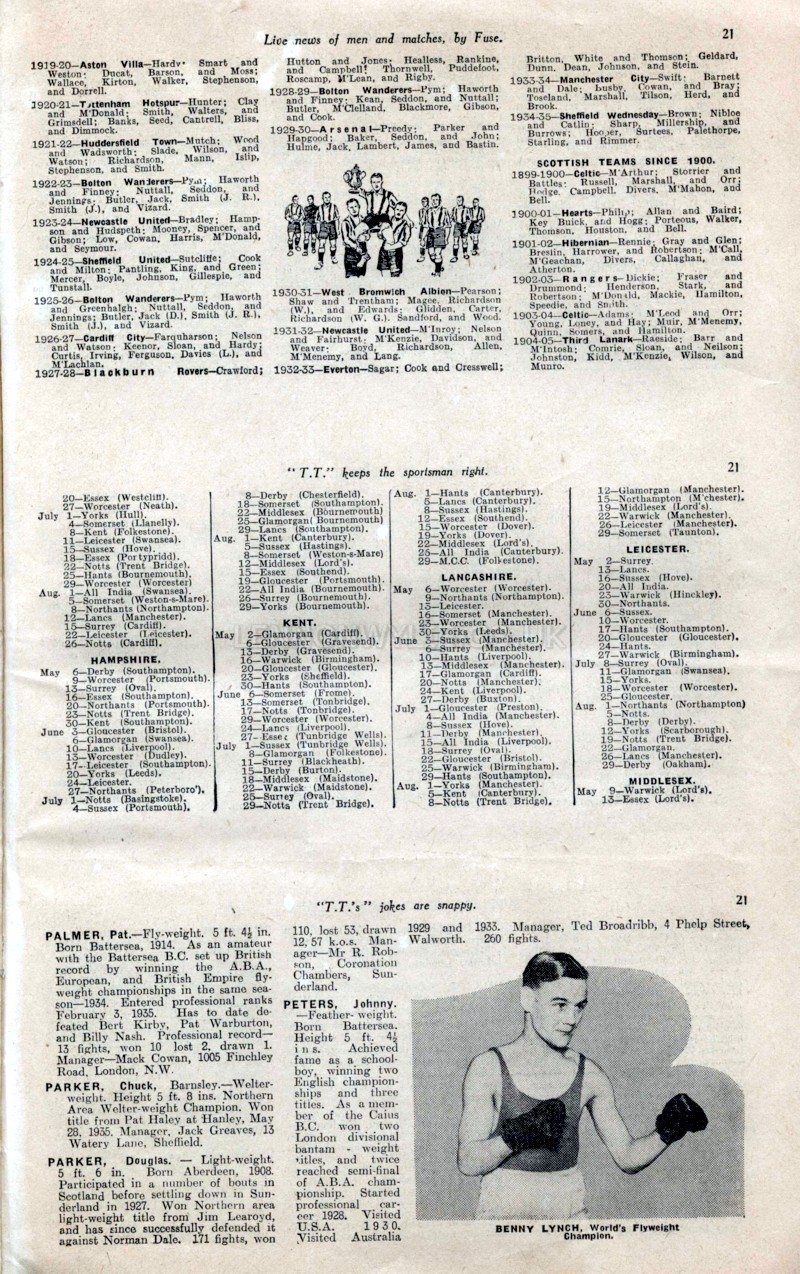 Live news of men and matches, by Fuse.
21
1919-20—Aston Villa—Hardy· Smart and
Weston· Ducat, Barson, and Moss;
Wallace, Kirton, Walker, Stephenson,
and Dorrell.
1920-21—Tottenham Hotspur—Hunter; Clay
and M'Donald; Smith, Walters, and
Grimsdell; Banks, Seed, Cantrell, Bliss,
and Dimmock.
1921-22—Huddersfield Town—Mutch; Wood
and Wadsworth; Slade, Wilson, and
Watson; Richardson, Mann, Islip,
Stephenson, and Smith.
1922-23—Bolton Wanderers—Pym; Haworth
and Finney; Nuttall, Seddon, and
Jennings· Butler, Jack, Smith (J. R.),
Smith (J.), and Vizard.
1923-24—Newcastle United—Bradley; Hamp-
son and Hudspeth; Mooney, Spencer, and
Gibson; Low, Cowan, Harris, M'Donald,
and Seymour.
1924-25—Sheffield United—Sutcliffe; Cook
and Milton; Pantling, King, and Green;
Mercer, Boyle, Johnson, Gillespie, and
Tunstall.
1925-26—Bolton Wanderers—Pym; Haworth
and Greenhalgh; Nuttall, Seddon, and
Jennings; Butler, Jack (D.), Smith (J. R.),
Smith (J.), and Vizard.
1926-27—Cardiff City—Farquharson; Nelson
and Watson; Keenor, Sloan, and Hardy;
Curtis, Irving, Ferguson, Davies (L.), and
M'Lachlan.
1927-28—Blackburn Rovers—Crawford;
Hutton and Jones· Healless, Rankine,
and Campbell; Thornwell, Puddefoot,
Roscamp, M'Lean, and Rigby.
1928-29—Bolton Wanderers—Pym; Haworth
and Finney; Kean, Seddon, and Nuttall;
Butler, M'Clelland, Blackmore, Gibson,
and Cook.
1929-30—Arsenal—Preedy; Parker and
Hapgood; Baker, Seddon, and John;
Hulme, Jack, Lambert, James, and Bastin.
1930-31—West Bromwich Albion—Pearson;
Shaw and Trentham; Magee, Richardson
(W.), and Edwards; Glidden, Carter,
Richardson (W. G.) Sandford, and Wood.
1931-32—Newcastle United—M'Inroy; Nelson
and Fairhurst; M'Kenzie, Davidson, and
Weaver; Boyd, Richardson, Allen,
M'Menemy, and Lang.
1932-33—Everton—Sagar; Cook and Cresswell;
Britton, White and Thomson; Geldard,
Dunn, Dean, Johnson, and Stein.
1933-34—Manchester City—Swift; Barnett
and Dale; Busby, Cowan, and Bray;
Toseland, Marshall, Tilson, Herd, and
Brook.
1934-35—Sheffield Wednesday—Brown; Nibloe
and Catlin; Sharp, Millership, and
Burrows; Hooper, Surtees, Palethorpe,
Starling, and Rimmer.
SCOTTISH TEAMS SINCE 1900.
1899-1900—Celtic—M'Arthur; Storrier and
Battles; Russell, Marshall, and Orr;
Hodge, Campbell, Divers, M'Mahon, and
Bell.
1900-01—Hearts—Philip; Allan and Baird;
Key Buick, and Hogg; Porteous, Walker,
Thomson, Houston, and Bell.
1901-02—Hibernian—Rennie; Gray and Glen;
Breslin, Harrower, and Robertson; M'Call,
M'Geachan, Divers, Callaghan, and
Atherton.
1902-03—Rangers—Dickie; Fraser and
Drummond; Henderson, Stark, and
Robertson; M'Donald, Mackie, Hamilton,
Speedie, and Smith.
1903-04—Celtic—Adams· M'Leod and Orr;
Young, Loney, and Hay; Muir, M'Menemy,
Quinn, Somers, and Hamilton.
1904-05—Third Lanark—Raeside; Barr and
M'Intosh; Comrie, Sloan, and Neilson;
Johnston, Kidd, M'Kenzie, Wilson, and
Munro.
"T.T." keeps the sportsman right.
21
20—Essex (Westcliff).
27—Worcester (Neath).
July 1—Yorks (Hull).
4—Somerset (Llanelly).
8—Kent (Folkestone).
11—Leicester (Swansea).
15—Sussex (Hove).
18—Essex (Pontypridd).
22—Notts (Trent Bridge).
25—Hants (Bournemouth).
29—Worcester (Worcester)
Aug. 1—All India (Swansea).
5—Somerset (Weston-s-Mare).
8—Northants (Northampton).
12—Lancs (Manchester).
15—Surrey (Cardiff).
22—Leicester (Leicester).
26—Notts (Cardiff).
HAMPSHIRE.
May 6—Derby (Southampton).
9—Worcester (Portsmouth).
13—Surrey (Oval).
16—Essex (Southampton).
20—Northants (Portsmouth).
23—Notts (Trent Bridge).
30—Kent (Southampton).
June 3—Gloucester (Bristol).
6—Glamorgan (Swansea).
10—Lancs (Liverpool).
13—Worcester (Dudley).
17—Leicester (Southampton).
20—Yorks (Leeds).
24—Leicester.
27—Northants (Peterboro').
July 1—Notts (Basingstoke).
4—Sussex (Portsmouth).
8—Derby (Chesterfield).
18—Somerset (Southampton).
22—Middlesex (Bournemouth)
25—Glamorgan( Bournemouth)
29—Lancs (Southampton).
Aug. 1—Kent (Canterbury).
5—Sussex (Hastings).
8—Somerset (Weston-s-Mare)
12—Middlesex (Lord's).
15—Essex (Southend).
19—Gloucester (Portsmouth).
22—All India (Bournemouth).
26—Surrey (Bournemouth).
29—Yorks (Bournemouth).
KENT.
May 2—Glamorgan (Cardiff).
6—Gloucester (Gravesend).
13—Derby (Gravesend).
16—Warwick (Birmingham).
20—Gloucester (Gloucester).
23—Yorks (Sheffield).
30—Hants (Southampton).
June 6—Somerset (Frome).
13—Somerset (Tonbridge).
17—Notts (Tonbridge).
20—Worcester (Worcester).
24—Lancs (Liverpool).
27—Essex (Tunbridge Wells).
July 1—Sussex (Tunbridge Wells).
8—Glamorgan (Folkestone).
11—Surrey (Blackheath).
15—Derby (Burton).
18—Middlesex (Maidstone).
22—Warwick (Maidstone).
25—Surrey (Oval).
29—Notts (Trent Bridge).
Aug. 1—Hants (Canterbury).
5—Lancs (Canterbury).
8—Sussex (Hastings).
12—Essex (Southend).
15—Worcester (Dover).
19—Yorks (Dover).
22—Middlesex (Lord's).
26—All India (Canterbury).
29—M.C.C. (Folkestone).
LANCASHIRE.
May 6—Worcester (Worcester).
9—Northants (Northampton).
13—Leicester.
16—Somerset (Manchester).
23—Worcester (Manchester).
30—Yorks (Leeds).
June 3—Sussex (Manchester).
6—Surrey (Manchester).
10—Hants (Liverpool).
13—Middlesex (Manchester).
17—Glamorgan (Cardiff).
20—Notts (Manchester).
24—Kent (Liverpool).
27—Derby (Buxton).
July 1—Gloucester (Preston).
4—All India (Manchester).
8—Sussex (Hove).
11—Derby (Manchester).
15—All India (Liverpool).
18—Surrey (Oval).
22—Gloucester (Bristol).
25—Warwick (Birmingham).
29—Hants (Southampton).
Aug. 1—Yorks (Manchester).
5—Kent (Canterbury).
8—Notts (Trent Bridge).
12—Glamorgan (Manchester).
15—Northampton (M'chester).
19—Middlesex (Lord's).
22—Warwick (Manchester).
26—Leicester (Manchester).
29—Somerset (Taunton).
LEICESTER.
May 2—Surrey.
13—Lancs.
16—Sussex (Hove).
20—All India.
23—Warwick (Hinckley).
30—Northants.
June 6—Sussex.
10—Worcester.
17—Hants (Southampton).
20—Gloucester (Gloucester).
24—Hants.
27—Warwick (Birmingham).
July 8—Surrey (Oval).
11—Glamorgan (Swansea).
15—Yorks.
18—Worcester (Worcester).
25—Gloucester.
Aug. 1—Northants (Northampton)
5—Notts.
8—Derby (Derby).
12—Yorks (Scarborough).
19—Notts (Trent Bridge).
22—Glamorgan.
26—Lancs (Manchester).
29—Derby (Oakham).
MIDDLESEX.
May 9—Warwick (Lord's).
13—Essex (Lord's).
"T.T.'s" jokes are snappy.
21
PALMER, Pat.—Fly-weight. 5 ft. 4½ in.
Born Battersea, 1914. As an amateur
with the Battersea B.C. set up British
record by winning the A.B.A.,
European, and British Empire fly-
weight championships in the same sea-
son—1934. Entered professional ranks
February 3, 1935. Has to date de-
feated Bert Kirby, Pat Warburton,
and Billy Nash. Professional record—
13 fights, won 10 lost 2, drawn 1.
Manager—Mack Cowan, 1005 Finchley
Road, London, N.W.
PARKER, Chuck, Barnsley.—Welter-
weight. Height 5 ft. 8 ins. Northern
Area Welter-weight Champion. Won
title from Pat Haley at Hanley, May
28, 1935. Manager, Jack Greaves, 13
Watery Lane, Sheffield.
PARKER, Douglas. — Light-weight.
5 ft. 6 in. Born Aberdeen, 1908.
Participated in a number of bouts in
Scotland before settling down in Sun-
derland in 1927. Won Northern area
light-weight title from Jim Learoyd,
and has since successfully defended it
against Norman Dale. 171 fights, won
110, lost 53, drawn
12, 57 k.o.s. Man-
ager—Mr R. Rob-
son, Coronation
Chambers, Sun-
derland.
PETERS, Johnny.
—Feather-weight.
Born Battersea.
Height 5 ft. 4½
ins. Achieved
fame as a school-
boy, winning two
English champion-
ships and three
titles. As a mem-
ber of the Caius
B.C. won two
London divisional
bantam - weight
titles, and twice
reached semi-final
of A.B.A. cham-
pionship. Started
professional car-
eer 1928. Visited
U.S.A. 1930.
Visited Australia
1929 and 1933. Manager, Ted Broadribb, 4 Phelp Street,
Walworth. 260 fights.
BENNY LYNCH, World's Flyweight
Champion.